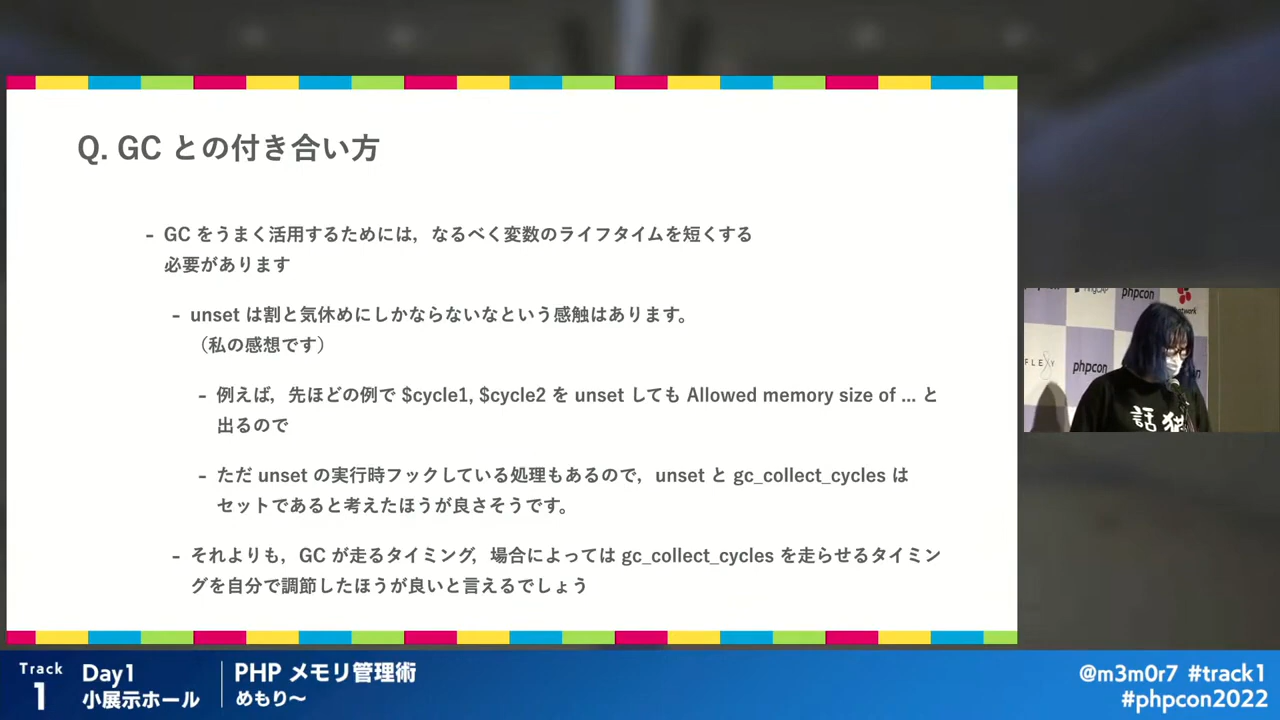 Q. GC との付き合い方
- GC をうまく活用するためには，なるべく変数のライフタイムを短くする
必要があります
- unset は割と気休めにしかならないなという感触はあります。
（私の感想です）
- 例えば，先ほどの例で $cycle1, $cycle2 を unset しても Allowed memory size of ... と
出るので
- ただ unset の実行時フックしている処理もあるので，unset と gc_collect_cycles は
セットであると考えたほうが良さそうです。
- それよりも，GC が走るタイミング，場合によっては gc_collect_cycles を走らせるタイミン
グを自分で調節したほうが良いと言えるでしょう
phpcon
FLEXY
phpcon
話
Track
1
Day1
小展示ホール
PHP メモリ管理術
めもり〜
@m3m0r7 #track1
#phpcon2022